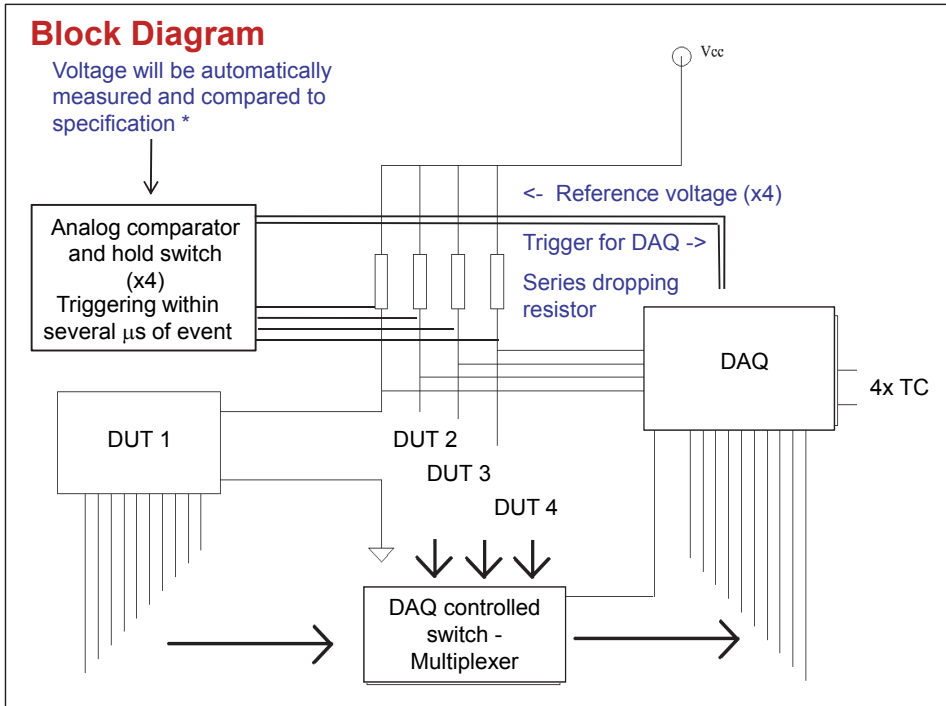 Block Diagram
Voltage will be automatically
measured and compared to
specification *
Vcc
<- Reference voltage (x4)
Analog comparator
and hold switch
(x4)
Triggering within
several μs of event
Trigger for DAQ ->
Series dropping
resistor
DAQ
4x TC
DUT 1
DUT 2
DUT 3
DUT 4
DAQ controlled
switch -
Multiplexer